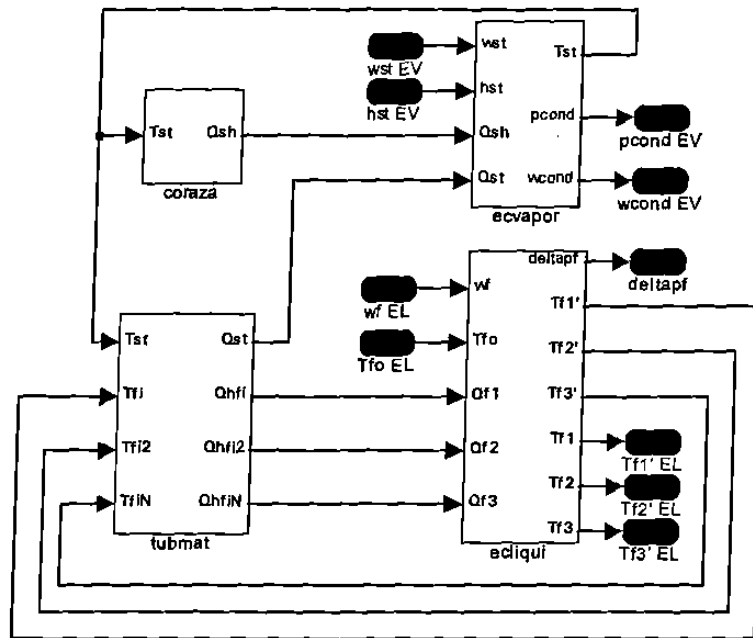 wst
Tst
wst EV
hst
hst EV
pcond
pcond EV
Tst
Qsh
Qsh
coraza
Qst
wcond
wcond EV
ecvapor
deltapf
deltapf
wf
wf EL
Tf1'
Tst
Qst
Tfo
Tfo EL
Tf2'
Tfi
Qhfi
Qf1
Tf3'
Tfi2
Qhfi2
Qf2
Tf1
Tf1' EL
Tf2
Tf2' EL
TfiN
QhfiN
Qf3
Tf3
Tf3' EL
tubmat
ecliqui